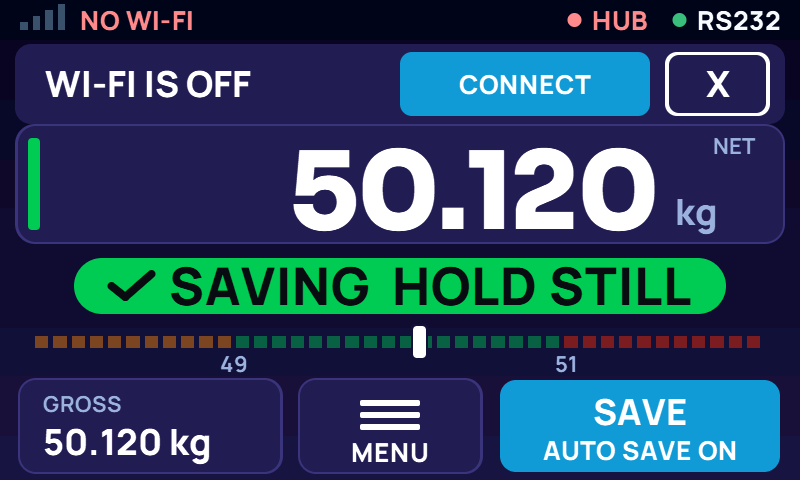 NO WI-FI
HUB
RS232
WI-FI IS OFF
CONNECT
X
NET
50.120 kg
SAVING HOLD STILL
49
51
GROSS
50.120 kg
MENU
SAVE
AUTO SAVE ON